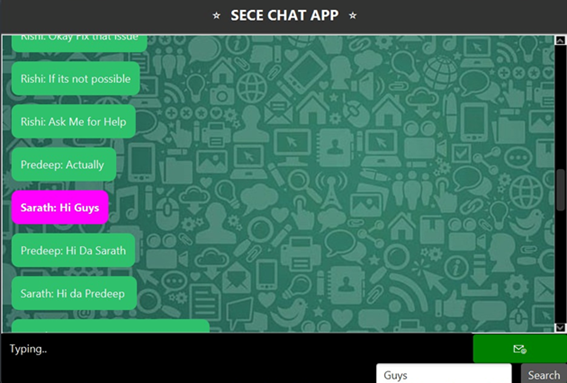 ☆ SECE CHAT APP ☆
Rishi: Okay Fix that issue
Rishi: If its not possible
Rishi: Ask Me for Help
Predeep: Actually
Sarath: Hi Guys
Predeep: Hi Da Sarath
Sarath: Hi da Predeep
Typing..
Guys
Search